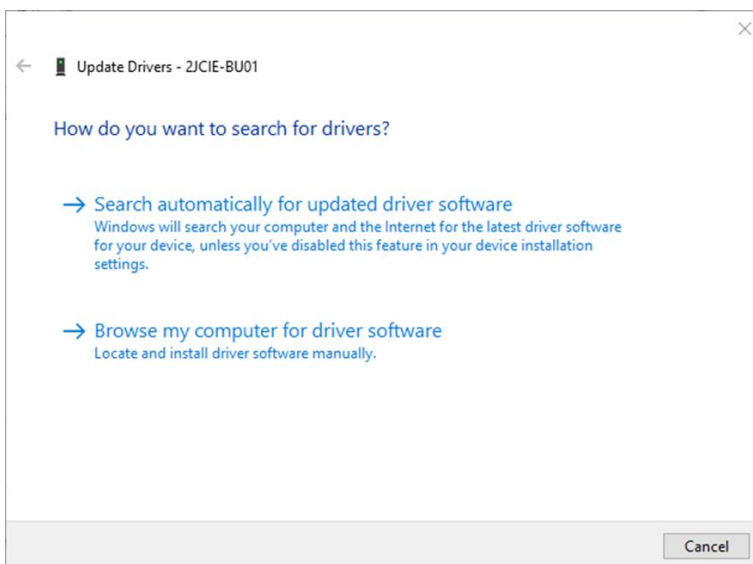 Update Drivers - 2JCIE-BU01
How do you want to search for drivers?
Search automatically for updated driver software
Windows will search your computer and the Internet for the latest driver software
for your device, unless you've disabled this feature in your device installation
settings.
Browse my computer for driver software
Locate and install driver software manually.
Cancel